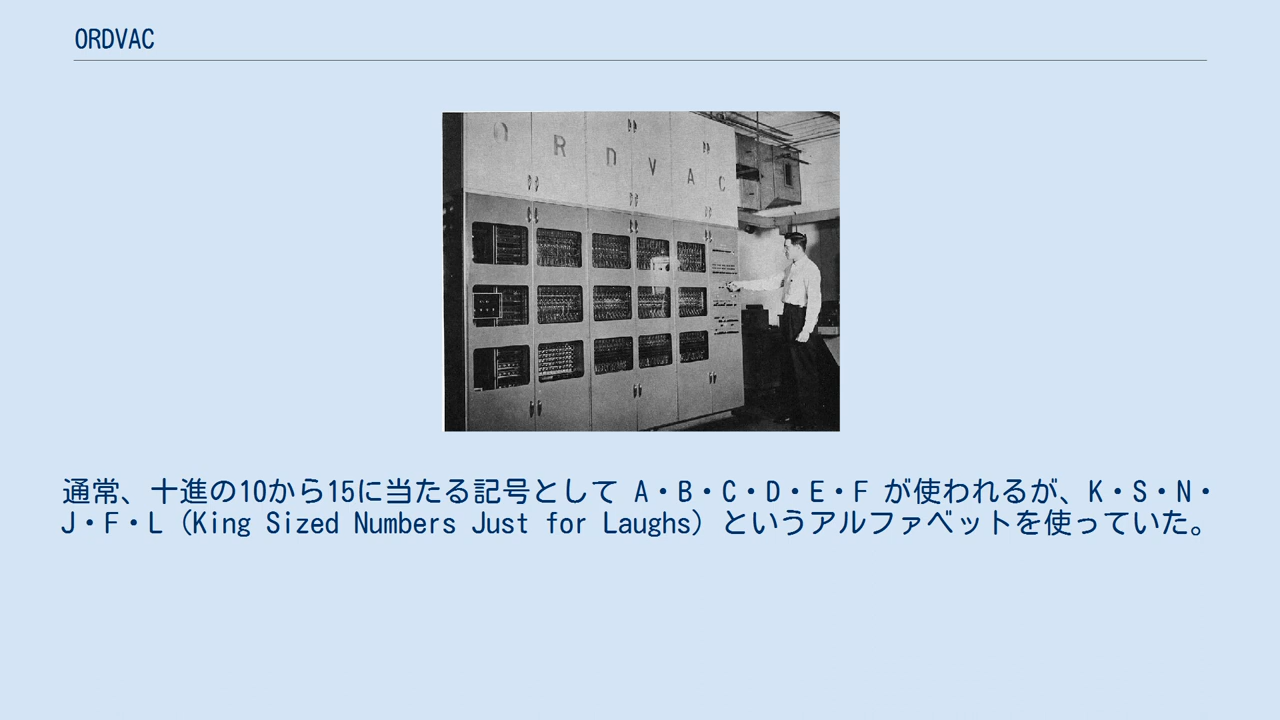 ORDVAC
O R D V A C
通常、十進の10から15に当たる記号として A・B・C・D・E・F が使われるが、K・S・N・
J・F・L (King Sized Numbers Just for Laughs) というアルファベットを使っていた。